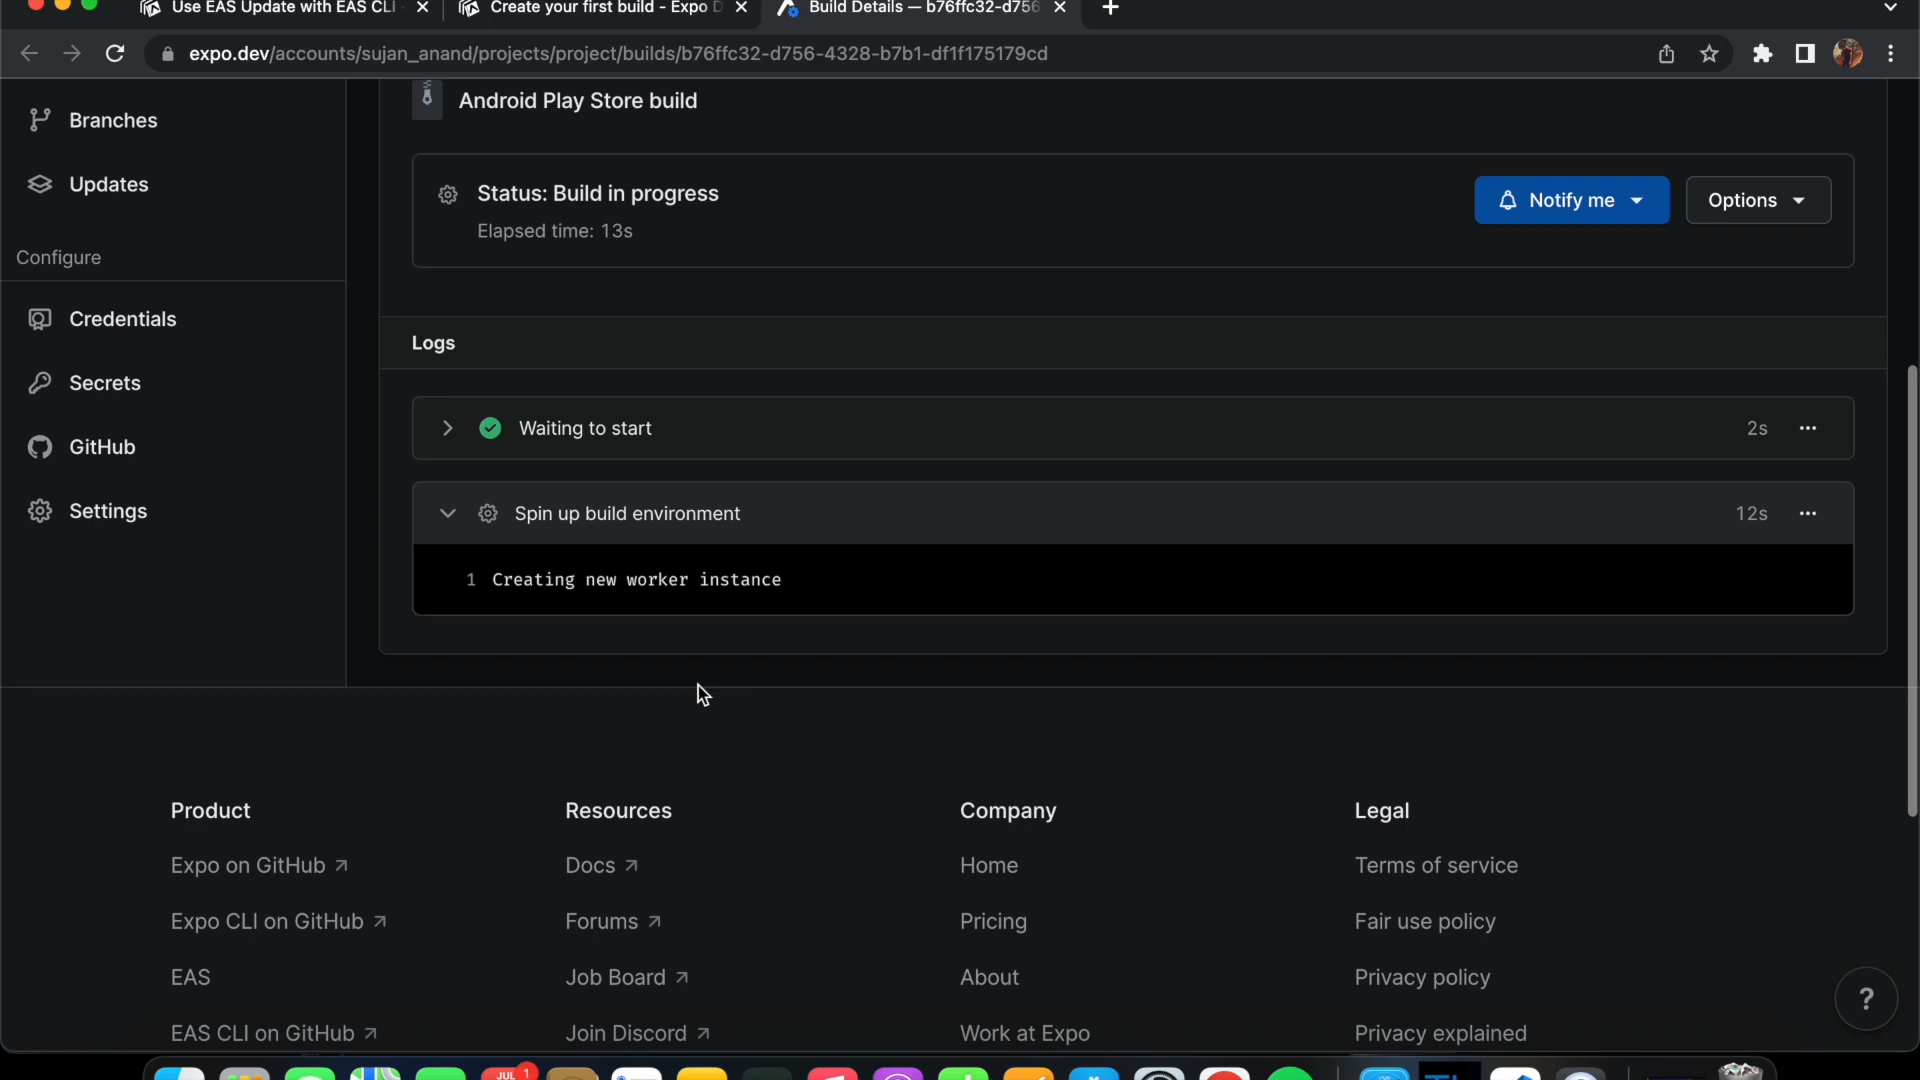 Use EAS Update with EAS CLI
Create your first build - Expo D
Build Details — b76ffc32-d756
expo.dev/accounts/sujan_anand/projects/project/builds/b76ffc32-d756-4328-b7b1-df1f175179cd
Branches
Updates
Configure
Credentials
Secrets
GitHub
Settings
Android Play Store build
Status: Build in progress
Elapsed time: 13s
Notify me
Options
Logs
Waiting to start
2s
Spin up build environment
12s
1 Creating new worker instance
Product
Expo on GitHub
Expo CLI on GitHub
EAS
EAS CLI on GitHub
Resources
Docs
Forums
Job Board
Join Discord
Company
Home
Pricing
About
Work at Expo
Legal
Terms of service
Fair use policy
Privacy policy
Privacy explained
?
JUL
1